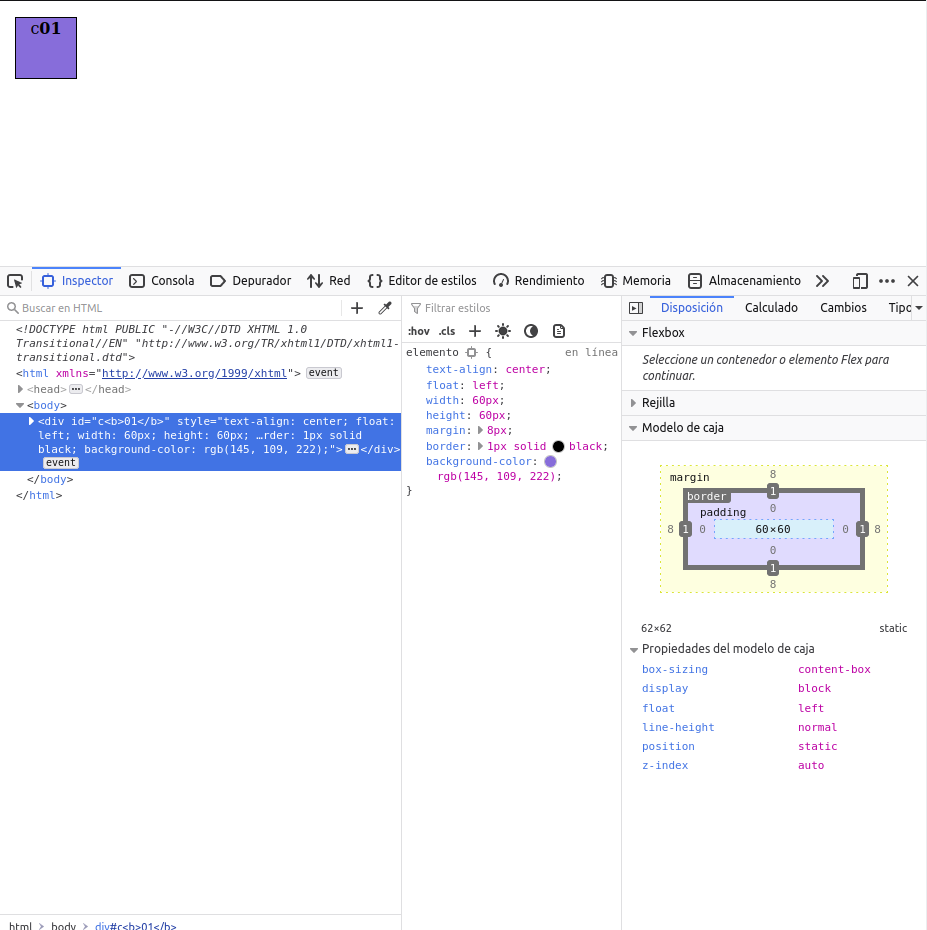 c01
Inspector
Consola
Depurador
Red
Editor de estilos
Rendimiento
Memoria
Almacenamiento
Buscar en HTML
<!DOCTYPE html PUBLIC "-//W3C//DTD XHTML 1.0
Transitional//EN" "http://www.w3.org/TR/xhtml1/DTD/xhtml1-
transitional.dtd">
<html xmlns="http://www.w3.org/1999/xhtml"> event
<head> ··· </head>
<body>
<div id="c<b>01</b>" style="text-align: center; float:
left; width: 60px; height: 60px; …rder: 1px solid
black; background-color: rgb(145, 109, 222);"> ··· </div>
event
</body>
</html>
html > body > div#c<b>01</b>
Filtrar estilos
:hov .cls
elemento { en línea
text-align: center;
float: left;
width: 60px;
height: 60px;
margin: 8px;
border: 1px solid black;
background-color:
rgb(145, 109, 222);
}
Disposición
Calculado
Cambios
Tipo
Flexbox
Seleccione un contenedor o elemento Flex para
continuar.
Rejilla
Modelo de caja
margin 8
border 1
padding 0
8 1 0 60×60 0 1 8
0
1
8
62×62 static
Propiedades del modelo de caja
box-sizing content-box
display block
float left
line-height normal
position static
z-index auto